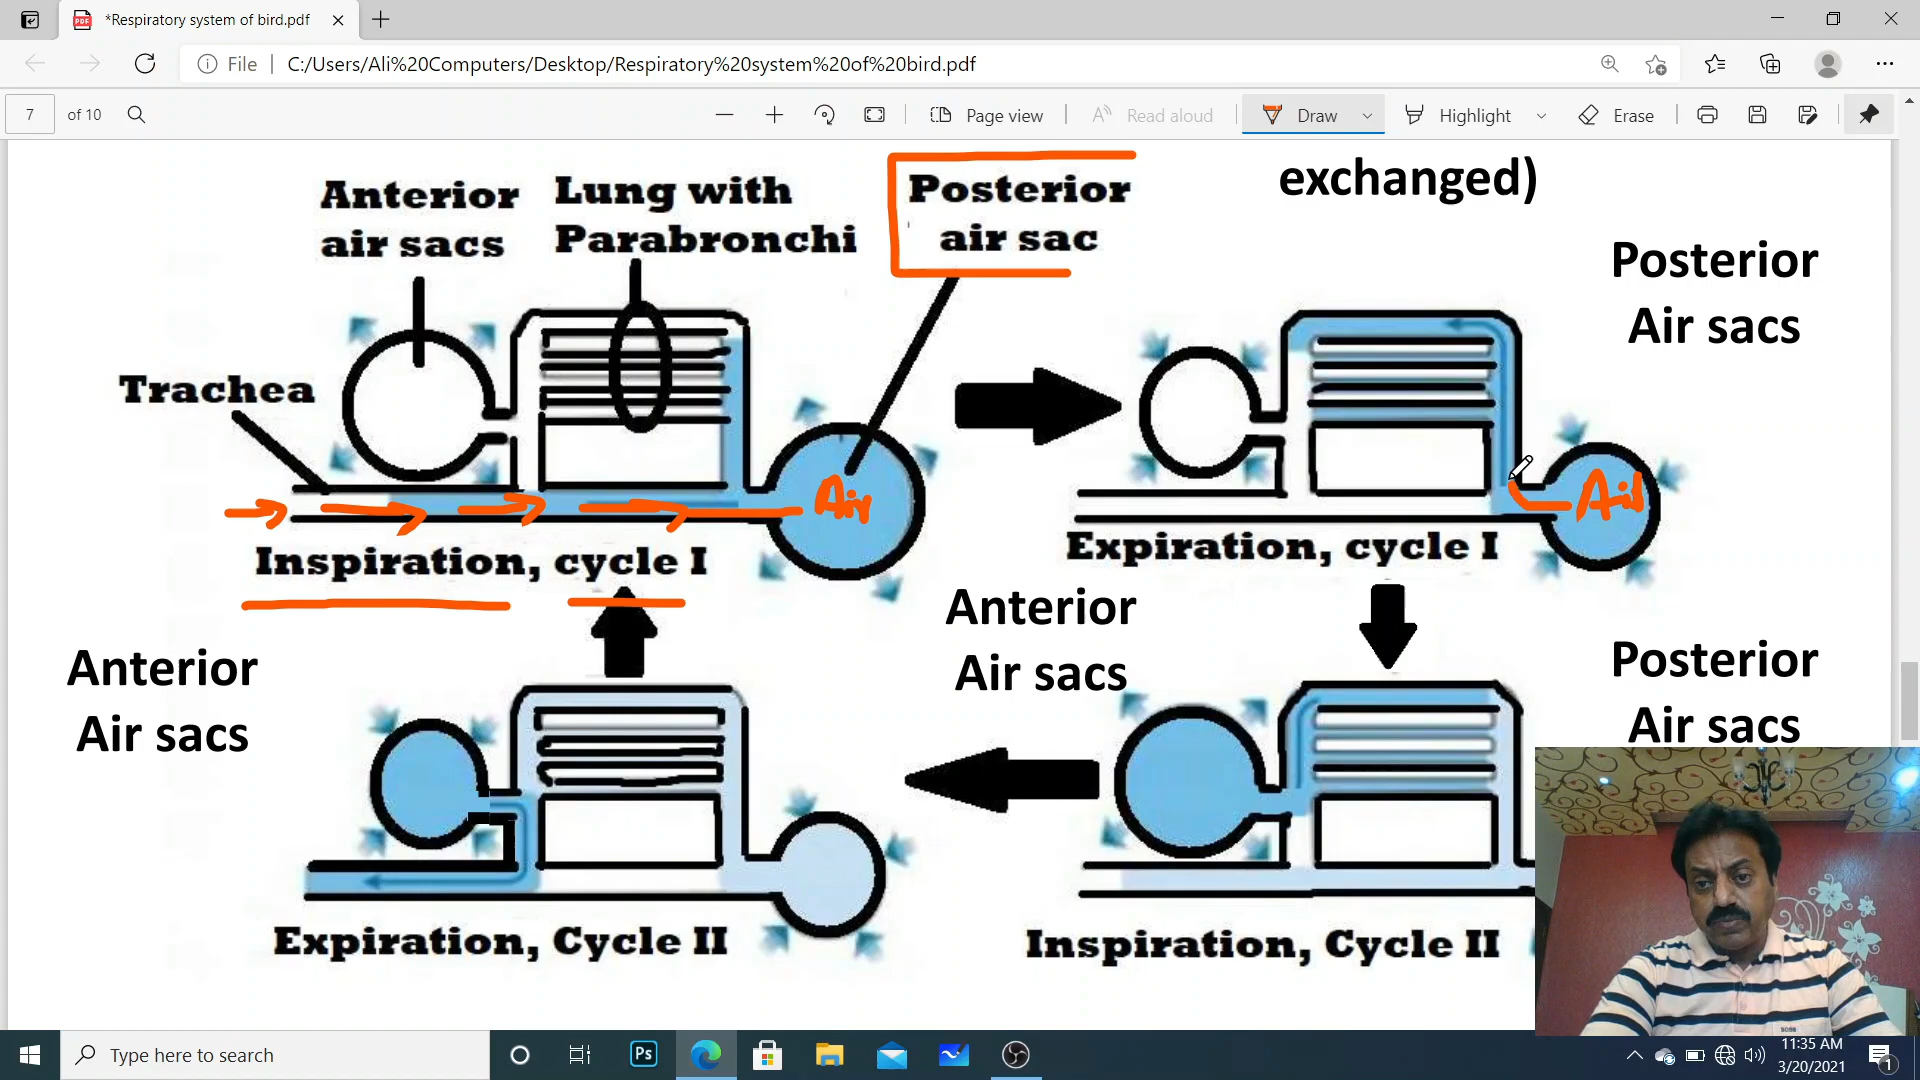 *Respiratory system of bird.pdf
File
C:/Users/Ali%20Computers/Desktop/Respiratory%20system%20of%20bird.pdf
7 of 10
Page view
Read aloud
Draw
Highlight
Erase
exchanged)
Anterior
air sacs
Lung with
Parabronchi
Posterior
air sac
Posterior
Air sacs
Trachea
Air
Air
Inspiration, cycle I
Expiration, cycle I
Anterior
Air sacs
Anterior
Air sacs
Posterior
Air sacs
Expiration, Cycle II
Inspiration, Cycle II
Type here to search
Ps
11:35 AM
3/20/2021
1